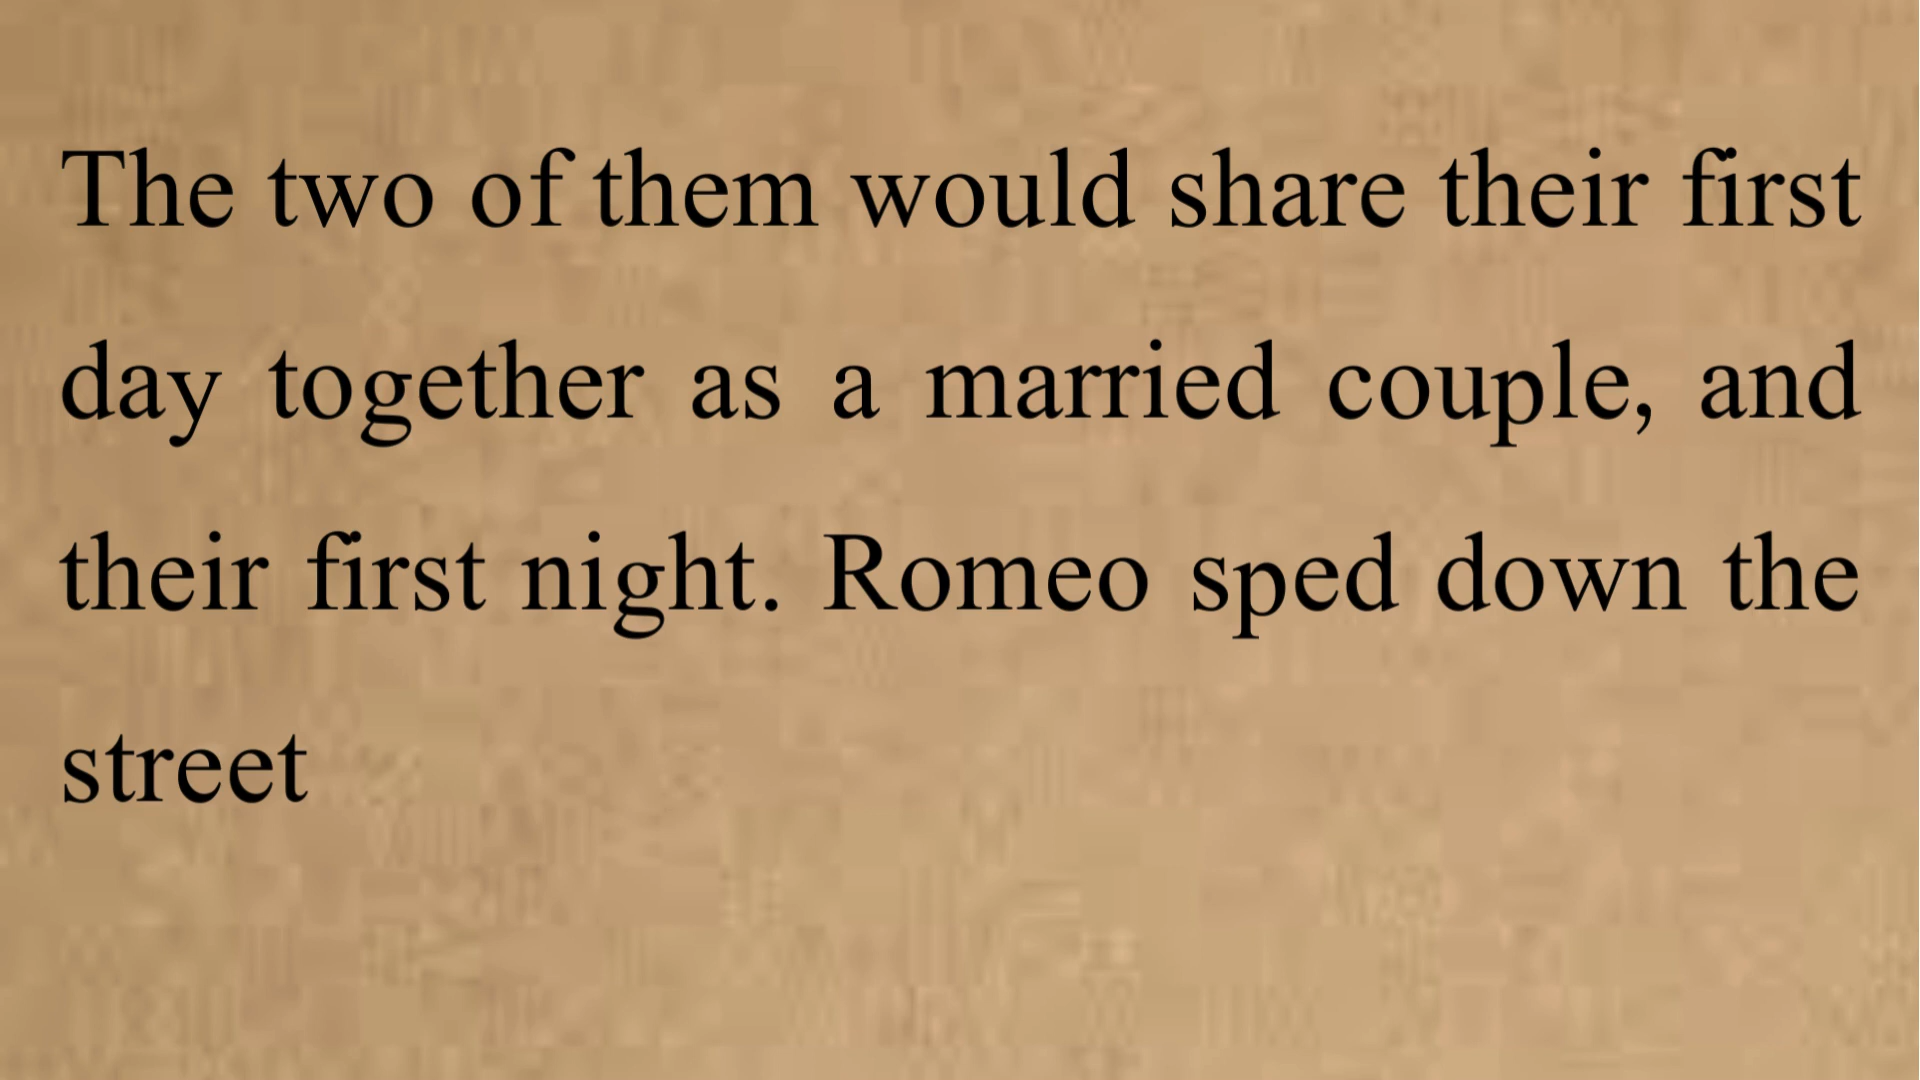 The two of them would share their first
day together as a married couple, and
their first night. Romeo sped down the
street